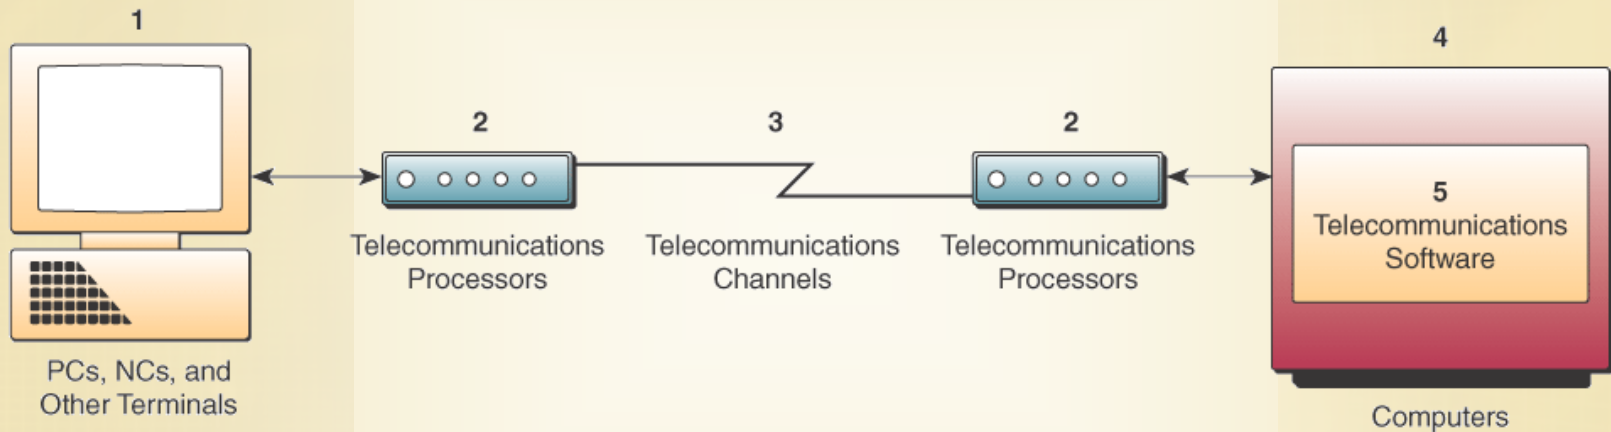 1
PCs, NCs, and
Other Terminals
2
Telecommunications
Processors
3
Telecommunications
Channels
2
Telecommunications
Processors
4
5
Telecommunications
Software
Computers